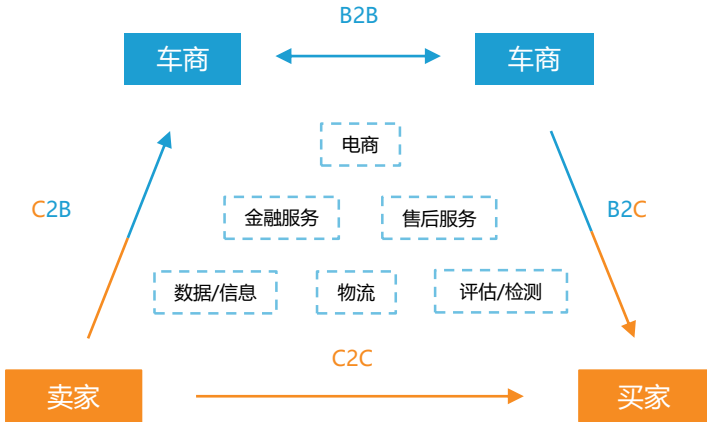 B2B
车商
车商
电商
C2B
金融服务
售后服务
B2C
数据/信息
物流
评估/检测
C2C
卖家
买家